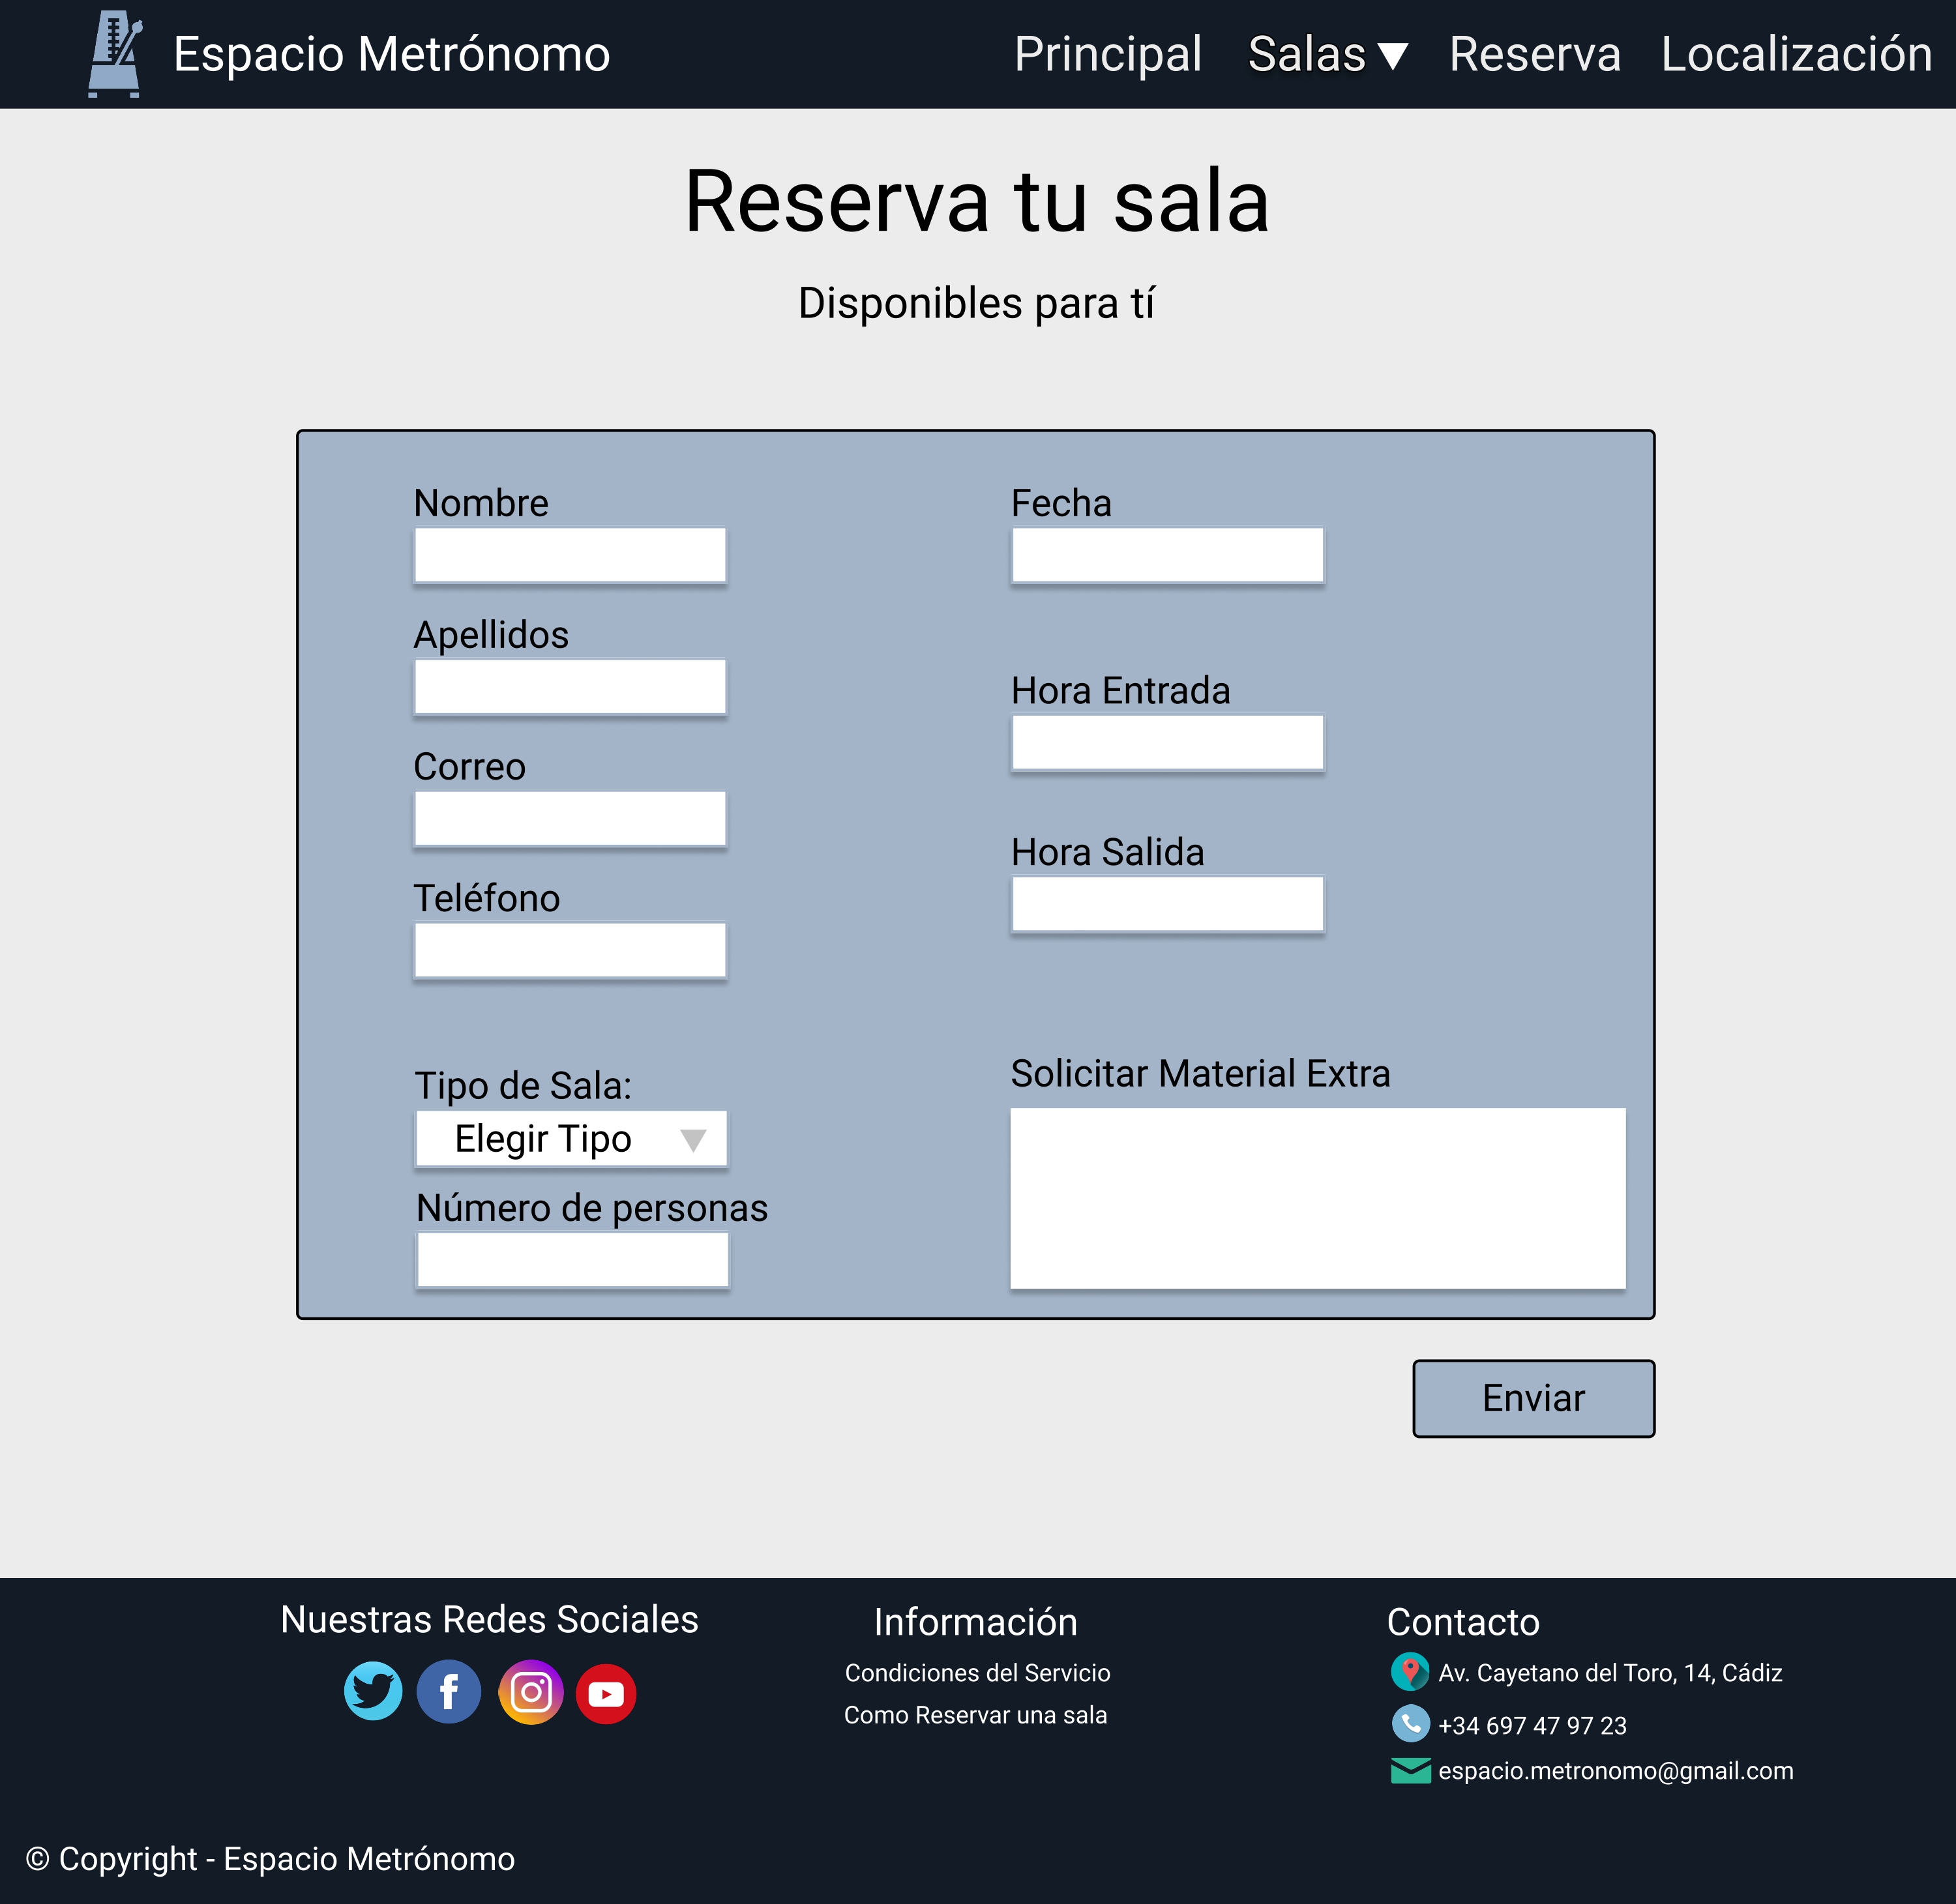 Espacio Metrónomo
Principal
Salas
Reserva
Localización
Reserva tu sala
Disponibles para tí
Nombre
Apellidos
Correo
Teléfono
Tipo de Sala:
Elegir Tipo
Número de personas
Fecha
Hora Entrada
Hora Salida
Solicitar Material Extra
Enviar
Nuestras Redes Sociales
Información
Condiciones del Servicio
Como Reservar una sala
Contacto
Av. Cayetano del Toro, 14, Cádiz
+34 697 47 97 23
espacio.metronomo@gmail.com
© Copyright - Espacio Metrónomo